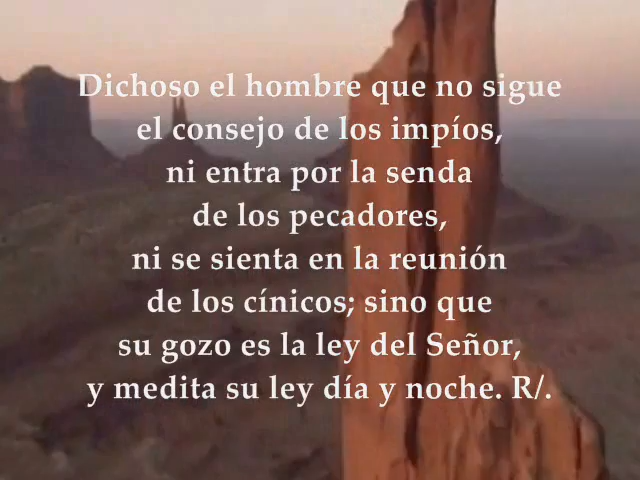 Dichoso el hombre que no sigue
el consejo de los impíos,
ni entra por la senda
de los pecadores,
ni se sienta en la reunión
de los cínicos; sino que
su gozo es la ley del Señor,
y medita su ley día y noche. R/.